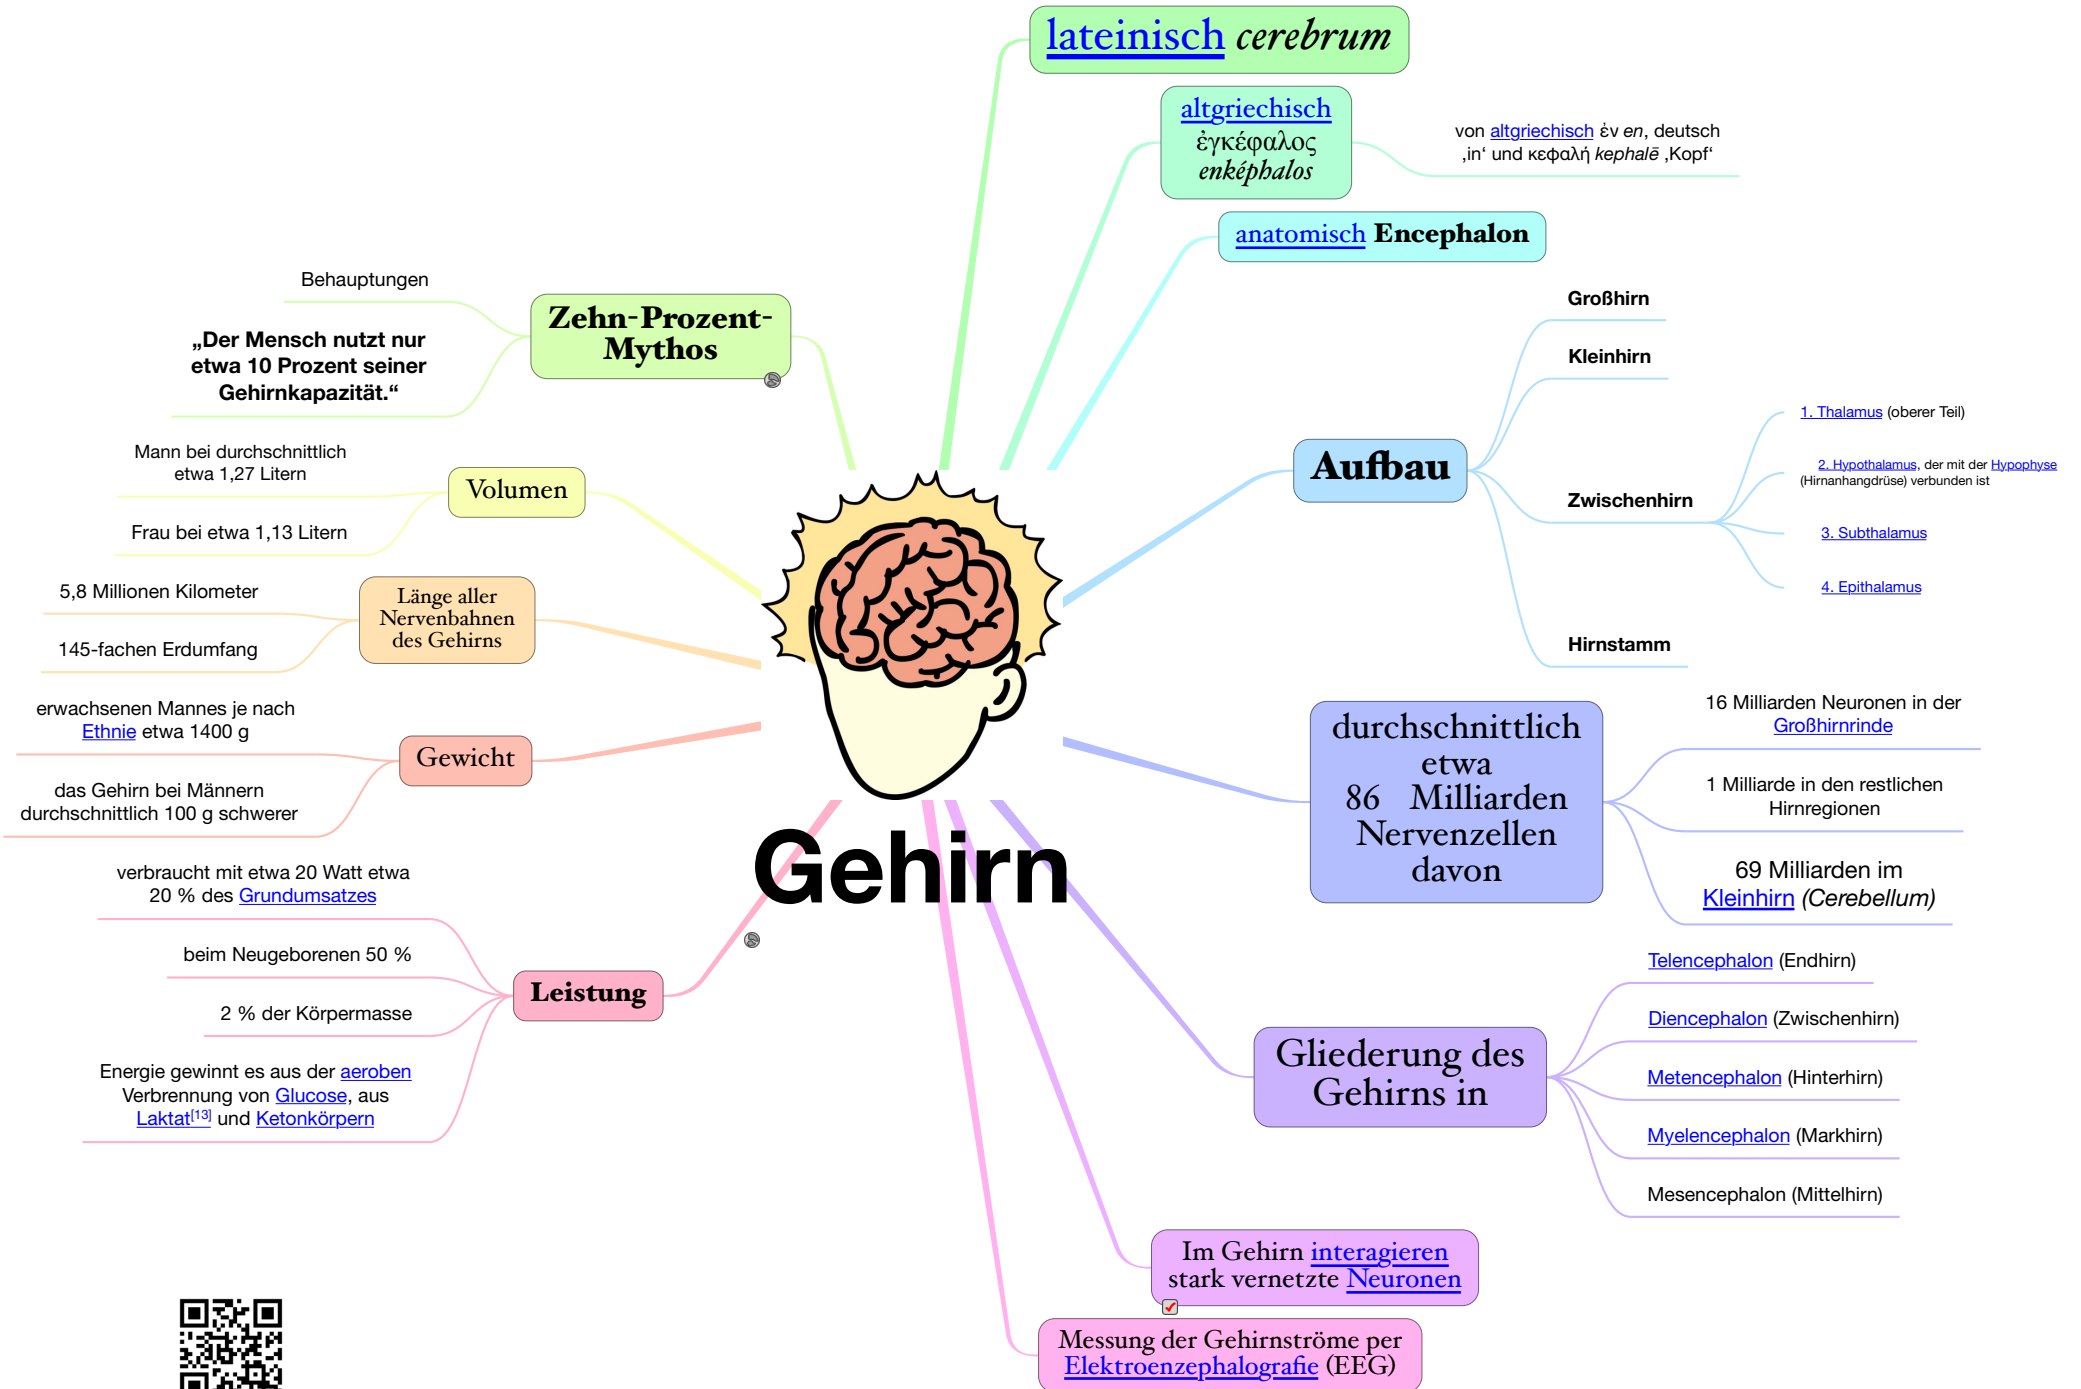 lateinisch cerebrum
altgriechisch
ἐγκέφαλος
enképhalos
von altgriechisch ἐν en, deutsch
‚in‘ und κεφαλή kephalē ‚Kopf‘
anatomisch Encephalon
Aufbau
Großhirn
Kleinhirn
Zwischenhirn
1. Thalamus (oberer Teil)
2. Hypothalamus, der mit der Hypophyse
(Hirnanhangdrüse) verbunden ist
3. Subthalamus
4. Epithalamus
Hirnstamm
durchschnittlich
etwa
86 Milliarden
Nervenzellen
davon
16 Milliarden Neuronen in der
Großhirnrinde
1 Milliarde in den restlichen
Hirnregionen
69 Milliarden im
Kleinhirn (Cerebellum)
Gliederung des
Gehirns in
Telencephalon (Endhirn)
Diencephalon (Zwischenhirn)
Metencephalon (Hinterhirn)
Myelencephalon (Markhirn)
Mesencephalon (Mittelhirn)
Im Gehirn interagieren
stark vernetzte Neuronen
Messung der Gehirnströme per
Elektroenzephalografie (EEG)
Gehirn
Zehn-Prozent-
Mythos
Behauptungen
„Der Mensch nutzt nur
etwa 10 Prozent seiner
Gehirnkapazität.“
Volumen
Mann bei durchschnittlich
etwa 1,27 Litern
Frau bei etwa 1,13 Litern
Länge aller
Nervenbahnen
des Gehirns
5,8 Millionen Kilometer
145-fachen Erdumfang
Gewicht
erwachsenen Mannes je nach
Ethnie etwa 1400 g
das Gehirn bei Männern
durchschnittlich 100 g schwerer
Leistung
verbraucht mit etwa 20 Watt etwa
20 % des Grundumsatzes
beim Neugeborenen 50 %
2 % der Körpermasse
Energie gewinnt es aus der aeroben
Verbrennung von Glucose, aus
Laktat[13] und Ketonkörpern